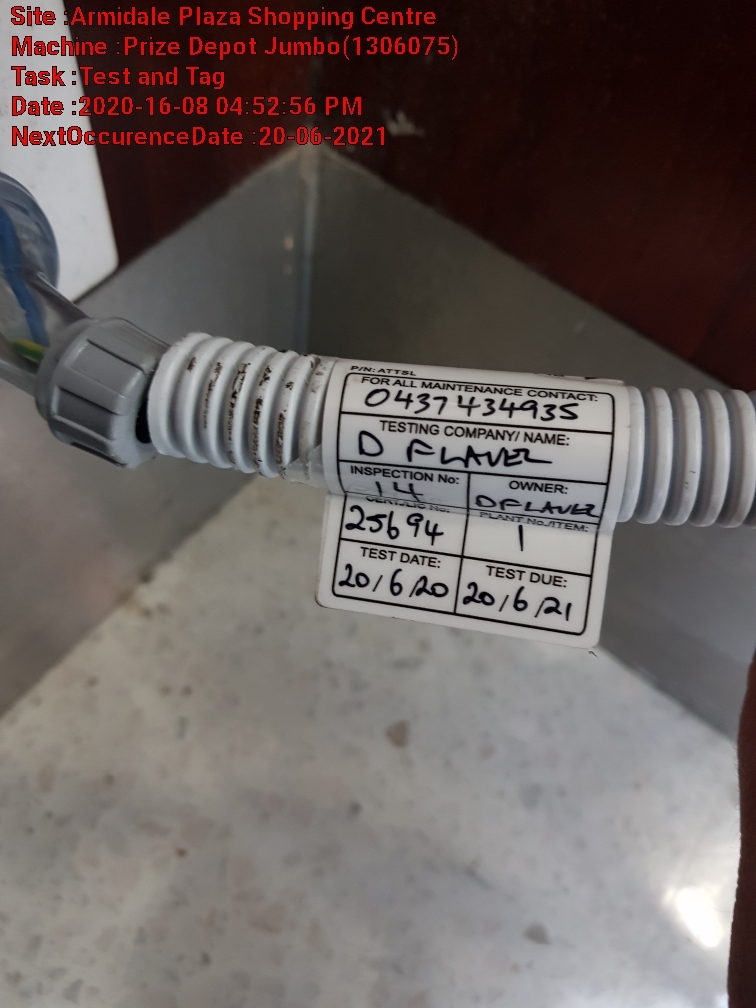 Site :Armidale Plaza Shopping Centre
Machine :Prize Depot Jumbo(1306075)
Task :Test and Tag
Date :2020-16-08 04:52:56 PM
NextOccurenceDate :20-06-2021
P/N: ATTSL
FOR ALL MAINTENANCE CONTACT:
0437434935
TESTING COMPANY/ NAME:
D FLAVEL
INSPECTION No: OWNER:
14 D FLAVEL
PLANT No./ITEM:
25694 1
TEST DATE: TEST DUE:
20/6/20 20/6/21